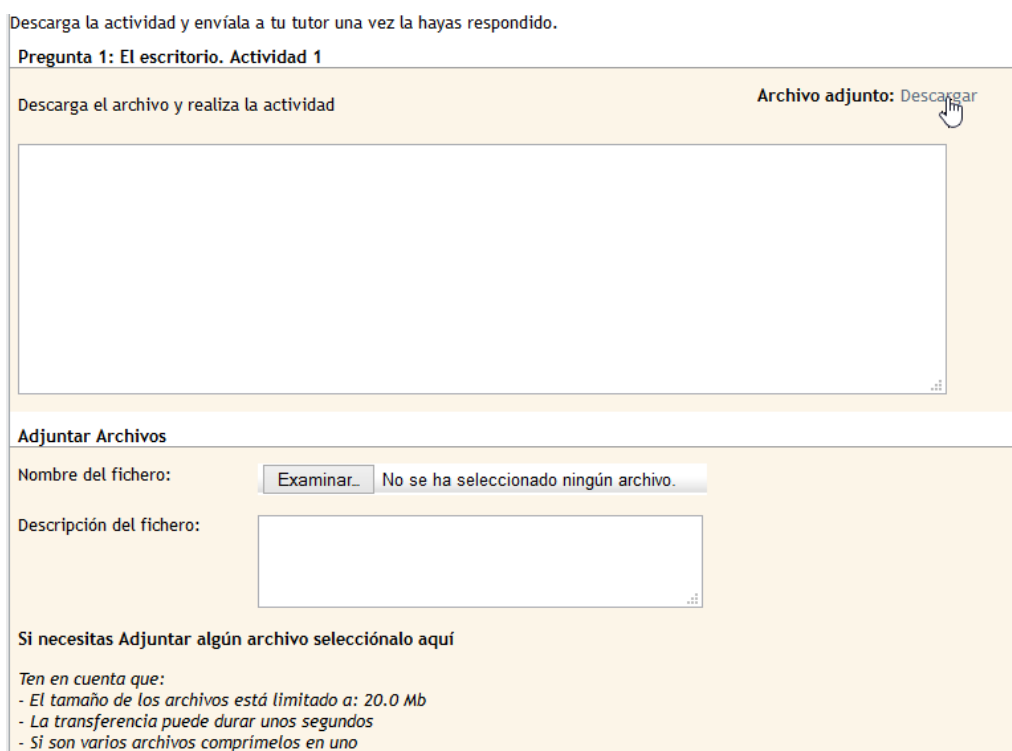 Descarga la actividad y envíala a tu tutor una vez la hayas respondido.
Pregunta 1: El escritorio. Actividad 1
Descarga el archivo y realiza la actividad
Archivo adjunto: Descargar
Adjuntar Archivos
Nombre del fichero:
Examinar... No se ha seleccionado ningún archivo.
Descripción del fichero:
Si necesitas Adjuntar algún archivo selecciónalo aquí
Ten en cuenta que:
- El tamaño de los archivos está limitado a: 20.0 Mb
- La transferencia puede durar unos segundos
- Si son varios archivos comprímelos en uno